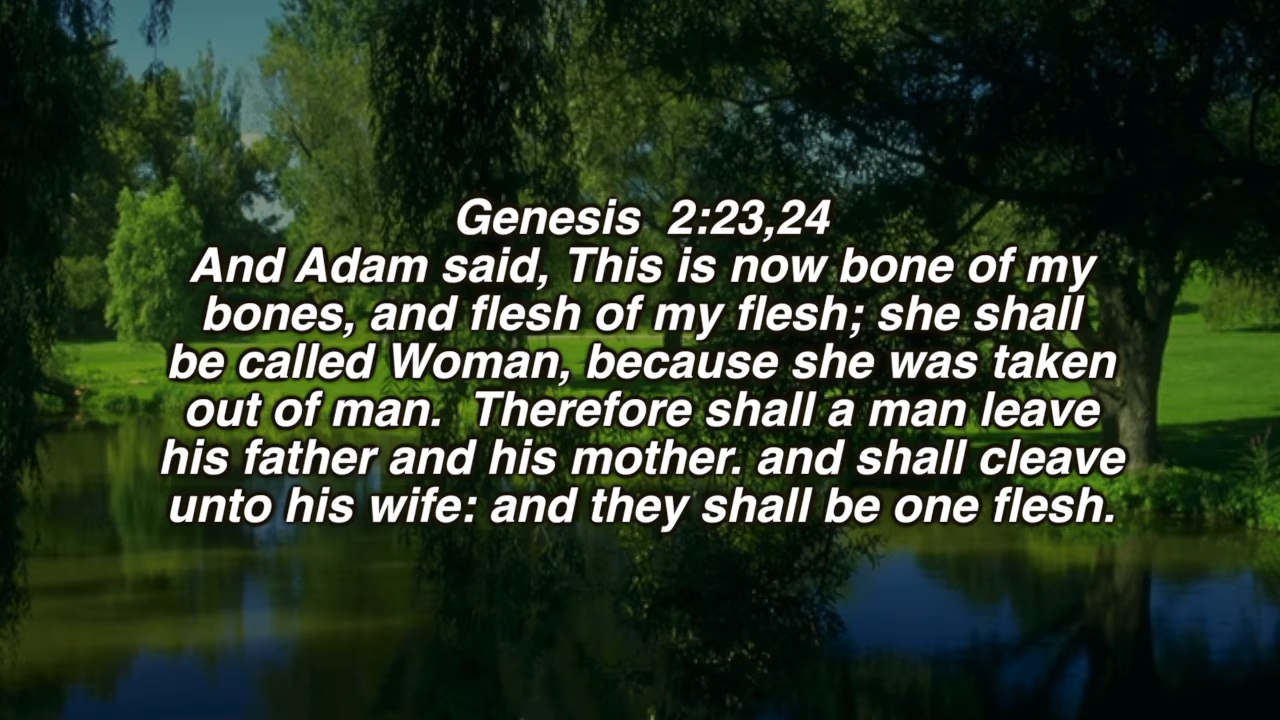 Genesis  2:23,24
And Adam said, This is now bone of my
bones, and flesh of my flesh; she shall
be called Woman, because she was taken
out of man.  Therefore shall a man leave
his father and his mother. and shall cleave
unto his wife: and they shall be one flesh.